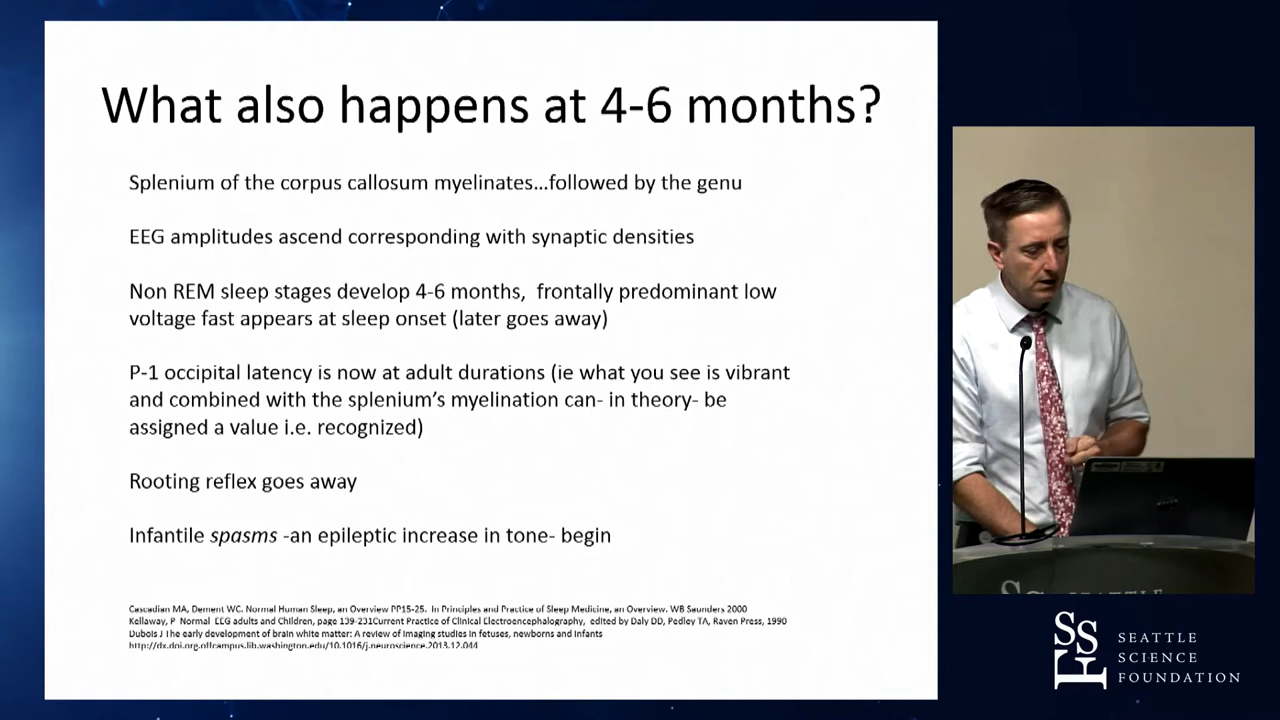 What also happens at 4-6 months?
Splenium of the corpus callosum myelinates...followed by the genu
EEG amplitudes ascend corresponding with synaptic densities
Non REM sleep stages develop 4-6 months, frontally predominant low
voltage fast appears at sleep onset (later goes away)
P-1 occipital latency is now at adult durations (ie what you see is vibrant
and combined with the splenium's myelination can- in theory- be
assigned a value i.e. recognized)
Rooting reflex goes away
Infantile spasms -an epileptic increase in tone- begin
Cascadian MA, Dement WC. Normal Human Sleep, an Overview PP15-25. In Principles and Practice of Sleep Medicine, an Overview. WB Saunders 2000
Kellaway, P Normal EEG adults and Children, page 139-231Current Practice of Clinical Electroencephalography, edited by Daly DD, Pedley TA, Raven Press, 1990
Dubois J The early development of brain white matter: A review of imaging studies in fetuses, newborns and infants
http://dx.doi.org.offcampus.lib.washington.edu/10.1016/j.neuroscience.2013.12.044
SEATTLE
SSF
SEATTLE
SCIENCE
FOUNDATION